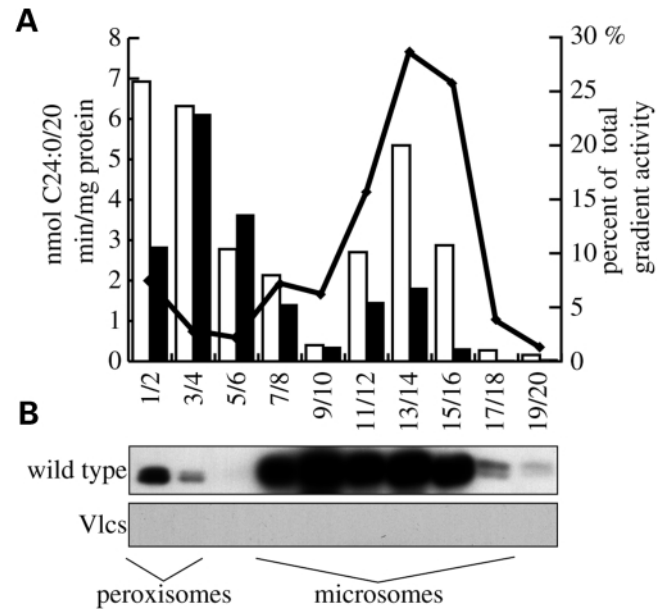 A
8
7
6
5
4
3
2
1
0
nmol C24:0/20
min/mg protein
30 %
25
20
15
10
5
0
percent of total
gradient activity
1/2
3/4
5/6
7/8
9/10
11/12
13/14
15/16
17/18
19/20
B
wild type
Vlcs
peroxisomes
microsomes